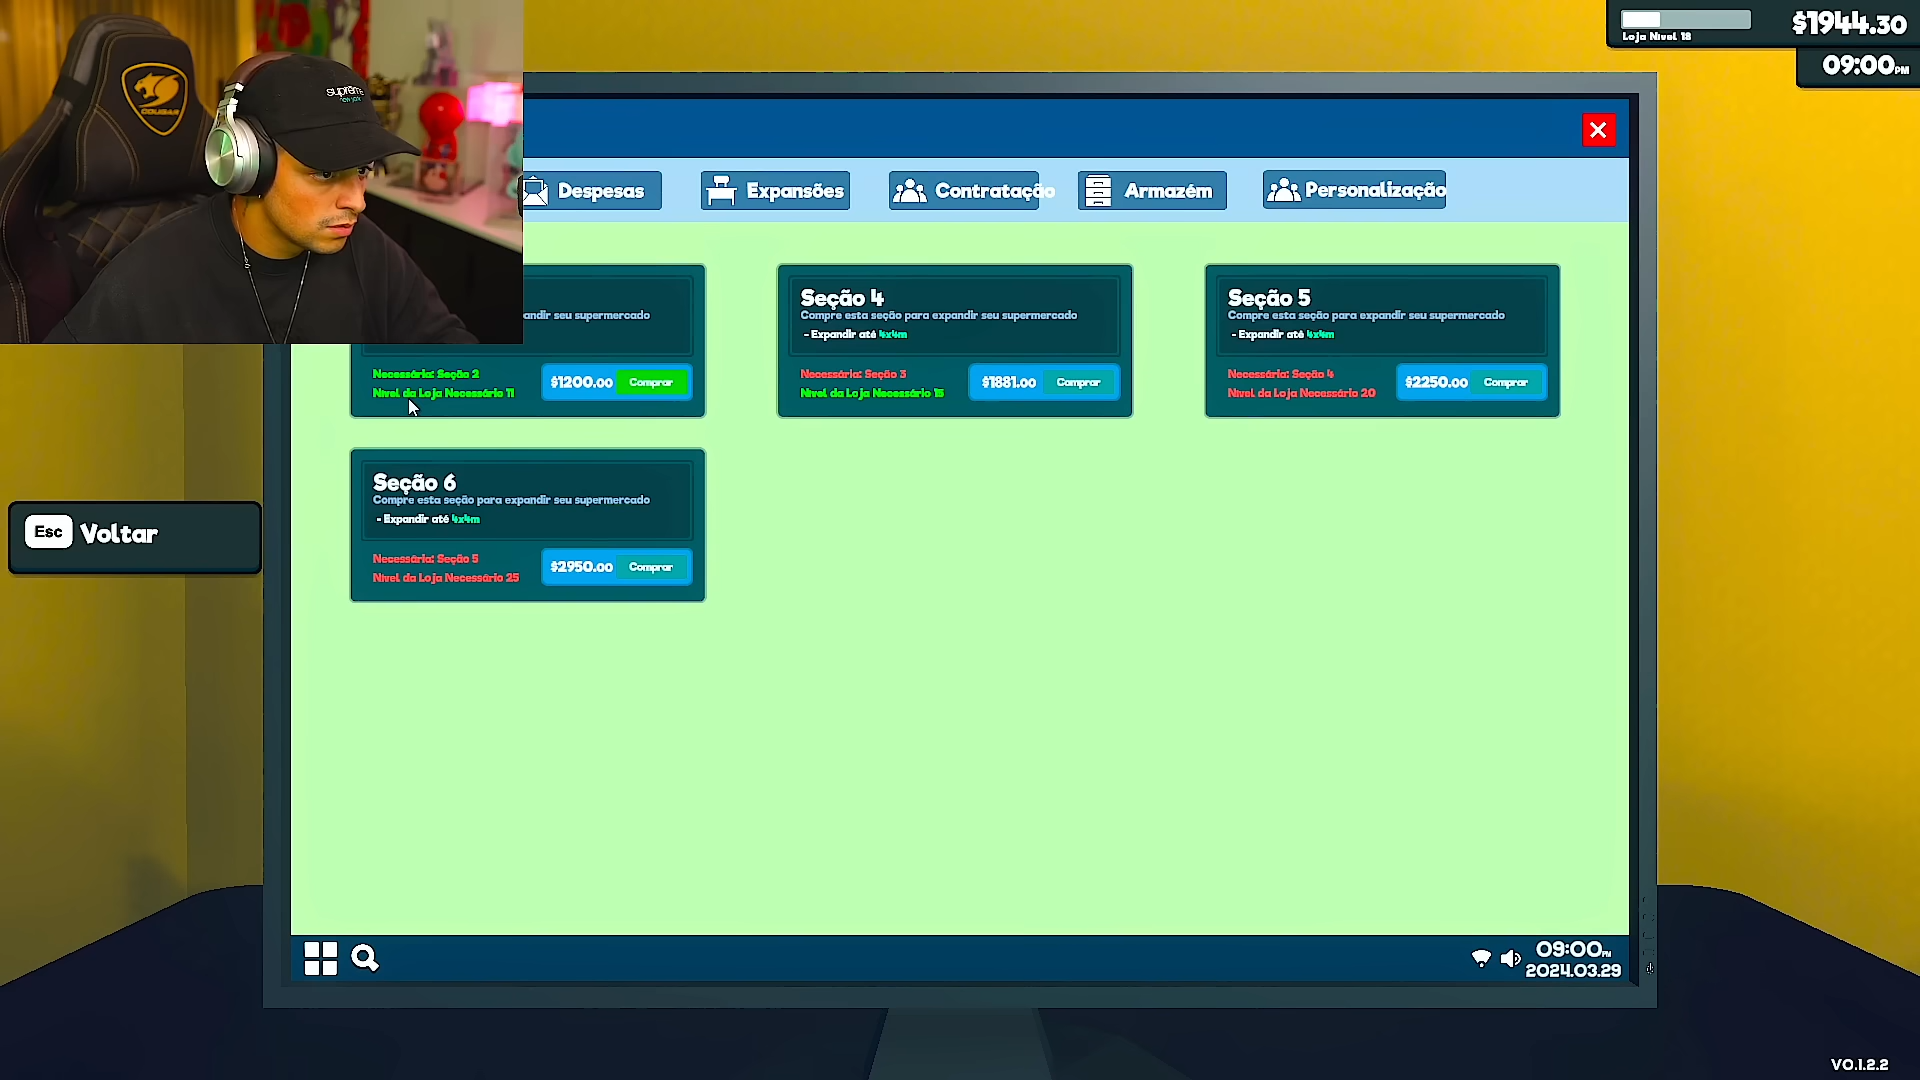 COUGAR
supreme
new york
Loja Nível 18
$1944.30
09:00PM
Despesas
Expansões
Contratação
Armazém
Personalização
andir seu supermercado
Necessária: Seção 2
Nível da Loja Necessário 11
$1200.00
Comprar
Seção 4
Compre esta seção para expandir seu supermercado
- Expandir até 4x4m
Necessária: Seção 3
Nível da Loja Necessário 15
$1881.00
Comprar
Seção 5
Compre esta seção para expandir seu supermercado
- Expandir até 4x4m
Necessária: Seção 4
Nível da Loja Necessário 20
$2250.00
Comprar
Seção 6
Compre esta seção para expandir seu supermercado
- Expandir até 4x4m
Necessária: Seção 5
Nível da Loja Necessário 25
$2950.00
Comprar
Esc Voltar
09:00PM
2024.03.29
V0.1.2.2